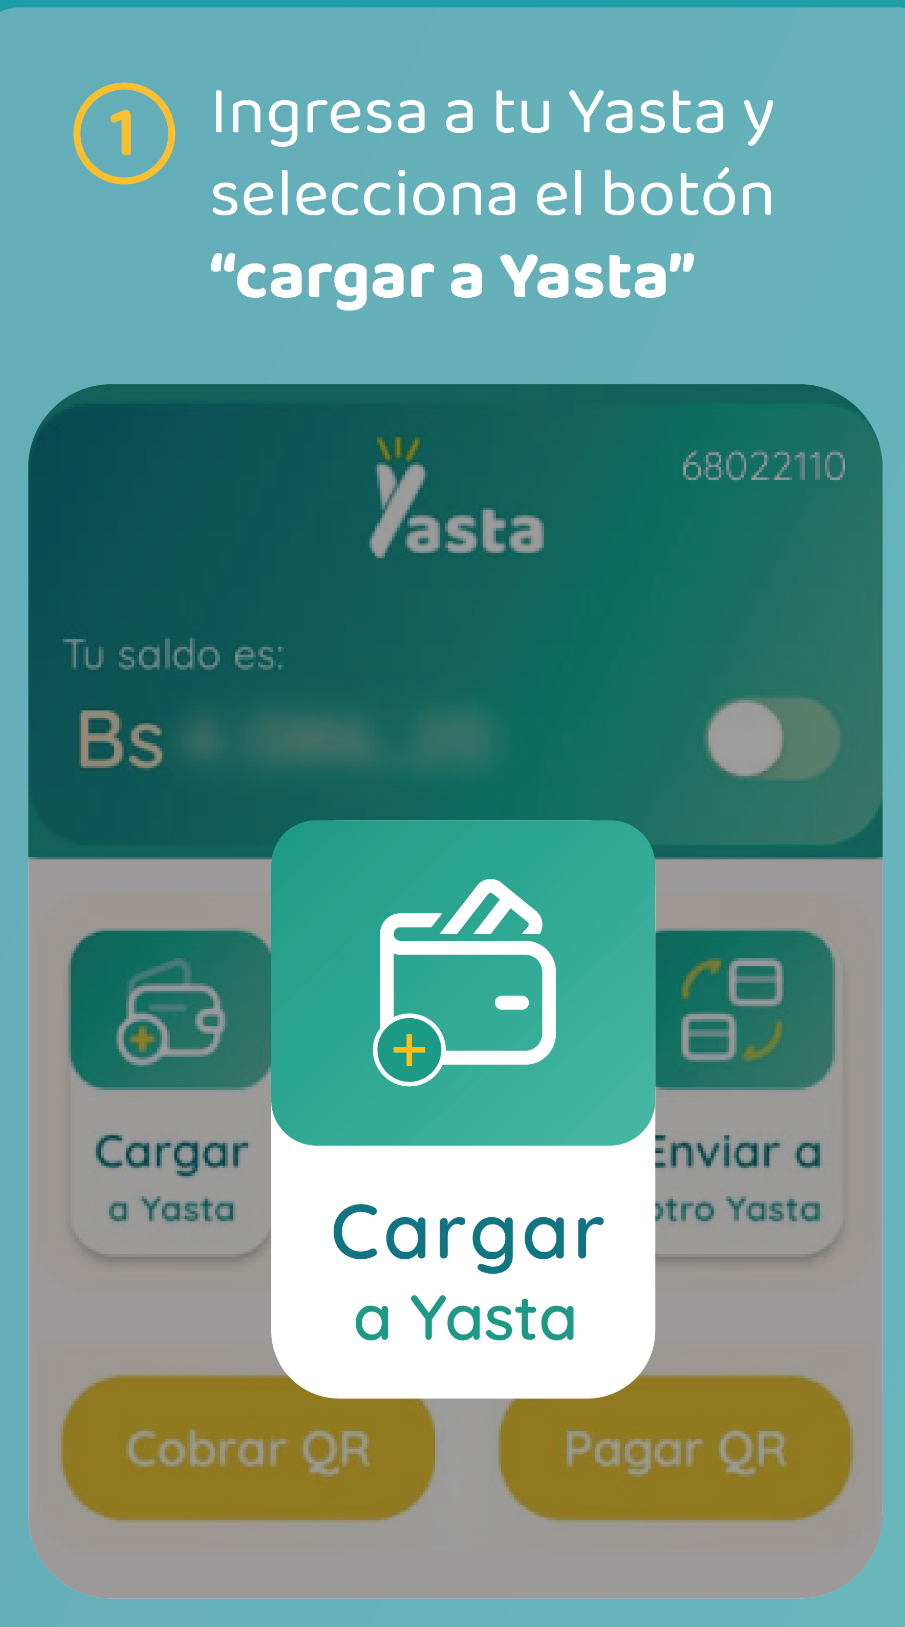 1
Ingresa a tu Yasta y
selecciona el botón
“cargar a Yasta”
Yasta
68022110
Tu saldo es:
Bs
Cargar
a Yasta
Cargar
a Yasta
Enviar a
otro Yasta
Cobrar QR
Pagar QR